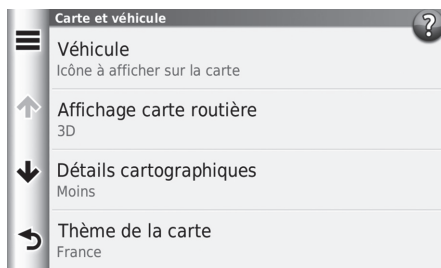 Carte et véhicule
?
Véhicule
Icône à afficher sur la carte
Affichage carte routière
3D
Détails cartographiques
Moins
Thème de la carte
France